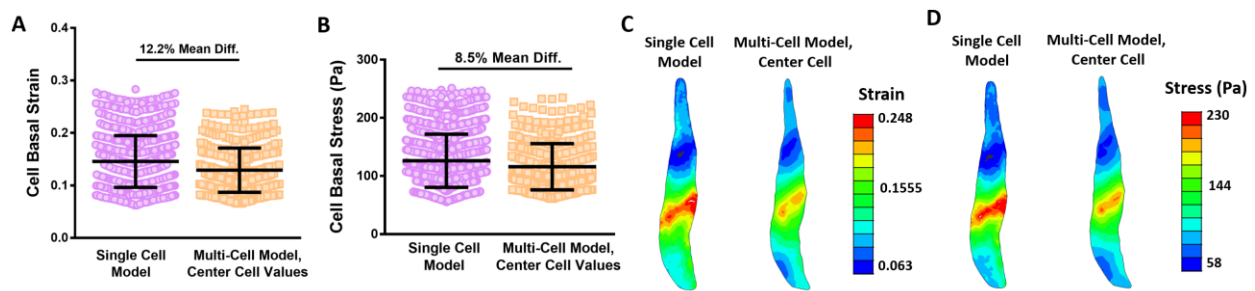 A
12.2% Mean Diff.
Cell Basal Strain
0.4
0.3
0.2
0.1
0.0
Single Cell
Model
Multi-Cell Model,
Center Cell Values
B
8.5% Mean Diff.
Cell Basal Stress (Pa)
300
200
150
100
50
0
Single Cell
Model
Multi-Cell Model,
Center Cell Values
C
Single Cell
Model
Multi-Cell Model,
Center Cell
Strain
0.248
0.1555
0.063
D
Single Cell
Model
Multi-Cell Model,
Center Cell
Stress (Pa)
230
144
58